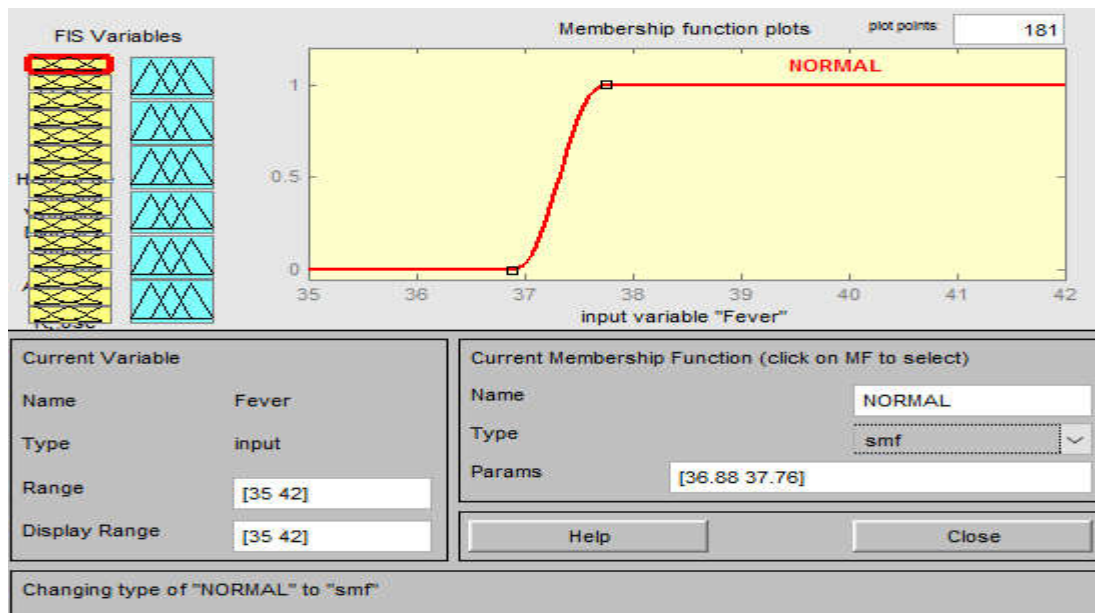 FIS Variables
Membership function plots
plot points:
181
NORMAL
1
0.5
0
35 36 37 38 39 40 41 42
input variable "Fever"
Current Variable
Name Fever
Type input
Range [35 42]
Display Range [35 42]
Current Membership Function (click on MF to select)
Name NORMAL
Type smf
Params [36.88 37.76]
Help Close
Changing type of "NORMAL" to "smf"